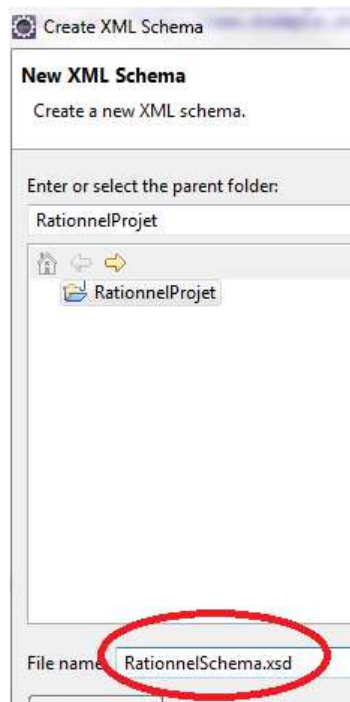 Create XML Schema
New XML Schema
Create a new XML schema.
Enter or select the parent folder:
RationnelProjet
RationnelProjet
File name RationnelSchema.xsd